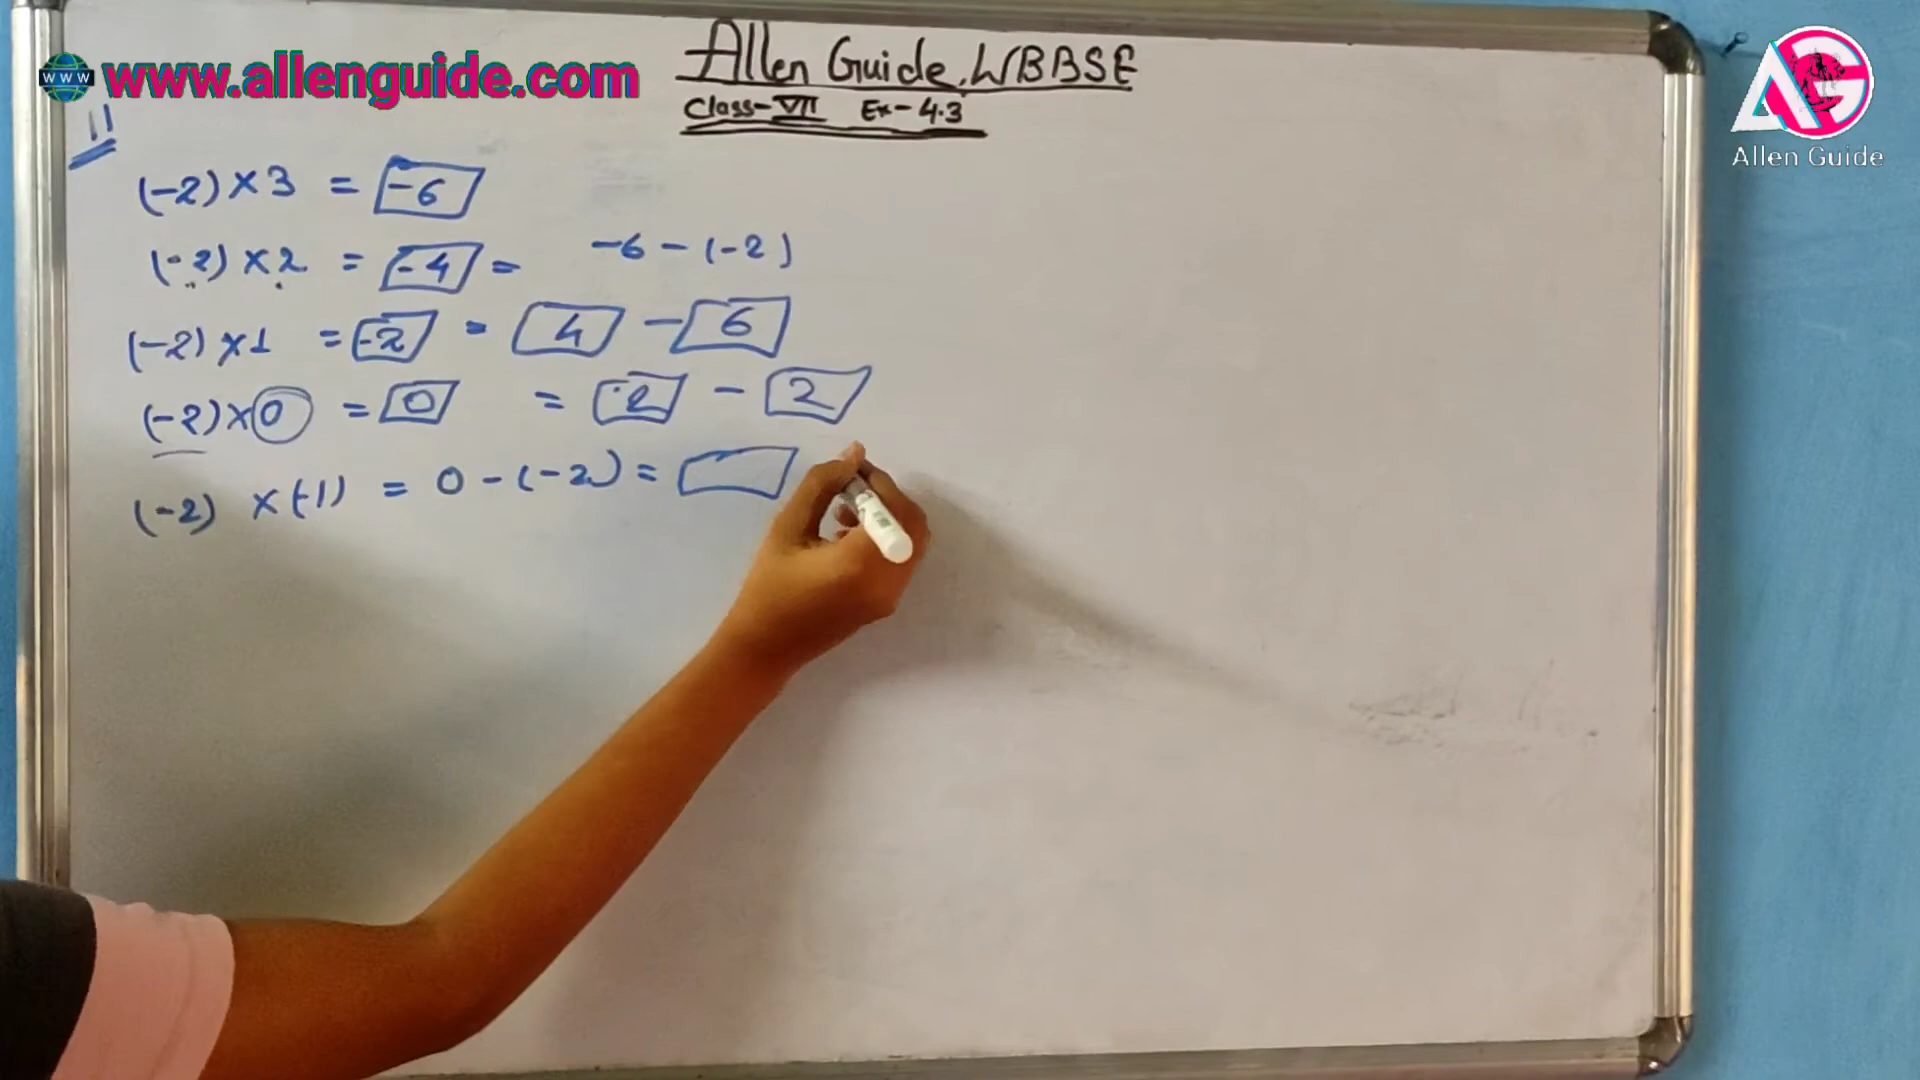 www.allenguide.com
Allen Guide, WBBSE
Class-VII Ex-4.3
AG
Allen Guide
11
(-2) × 3 = -6
(-2) × 2 = -4 = -6 - (-2)
(-2) × 1 = -2 = 4 - 6
(-2) × 0 = 0 = 2 - 2
(-2) × (-1) = 0 - (-2) =